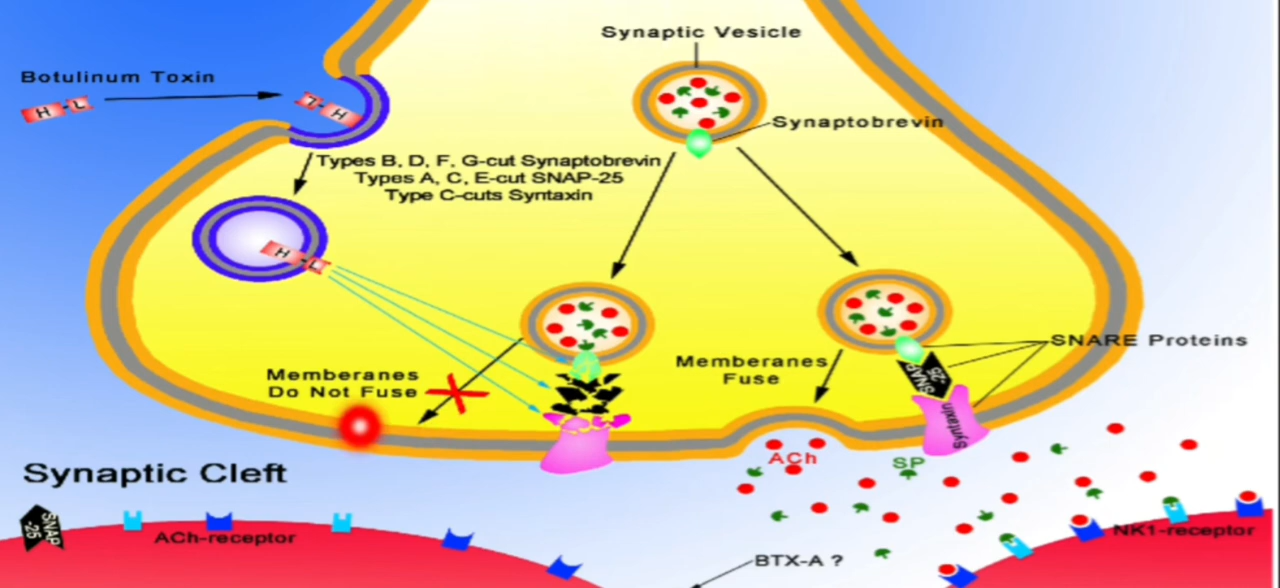 Synaptic Vesicle
Botulinum Toxin
H-L
L-H
Synaptobrevin
Types B, D, F, G-cut Synaptobrevin
Types A, C, E-cut SNAP-25
Type C-cuts Syntaxin
H-L
SNARE Proteins
Memberanes
Fuse
Memberanes
Do Not Fuse
SNAP
-25
Syntaxin
ACh
SP
Synaptic Cleft
SNAP
-25
ACh-receptor
NK1-receptor
BTX-A ?